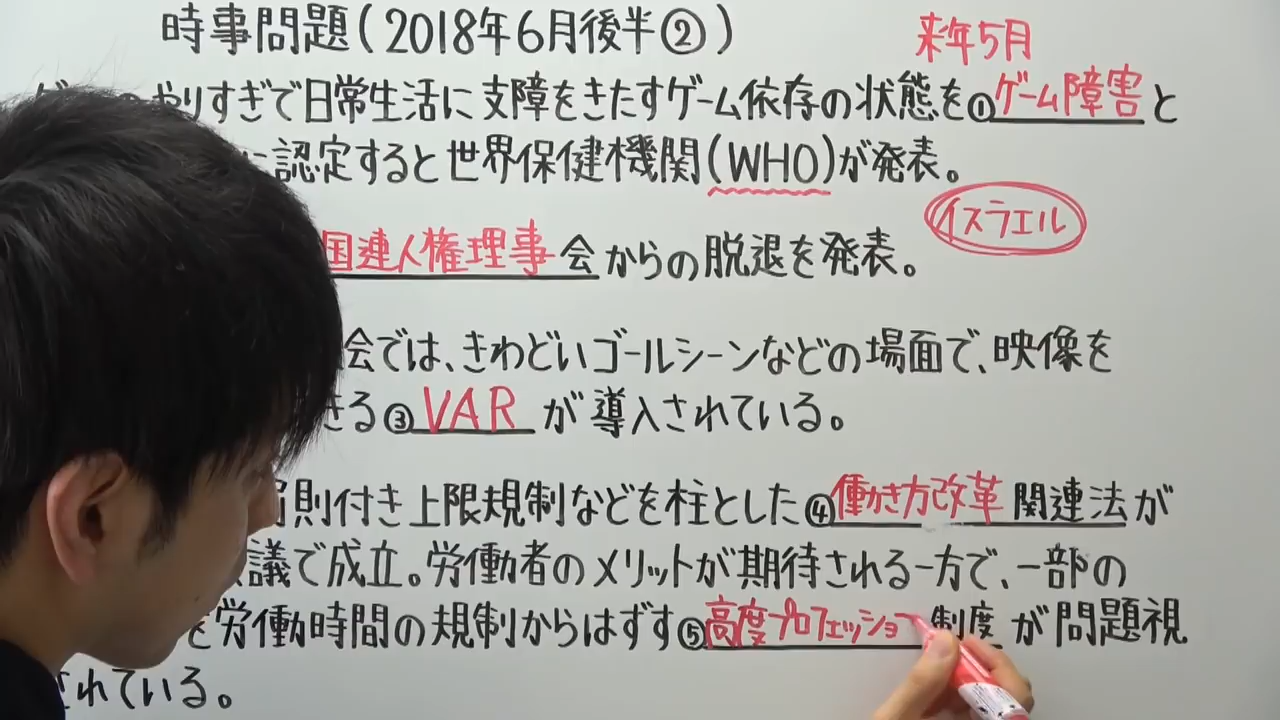 時事問題(2018年6月後半②)
来年5月
やりすぎで日常生活に支障をきたすゲーム依存の状態を①ゲーム障害と
認定すると世界保健機関(WHO)が発表。
イスラエル
国連人権理事会からの脱退を発表。
会では、きわどいゴールシーンなどの場面で、映像を
きる③VARが導入されている。
罰則付き上限規制などを柱とした④働き方改革関連法が
議で成立。労働者のメリットが期待される一方で、一部の
を労働時間の規制からはずす⑤高度プロフェッショ制度が問題視
されている。